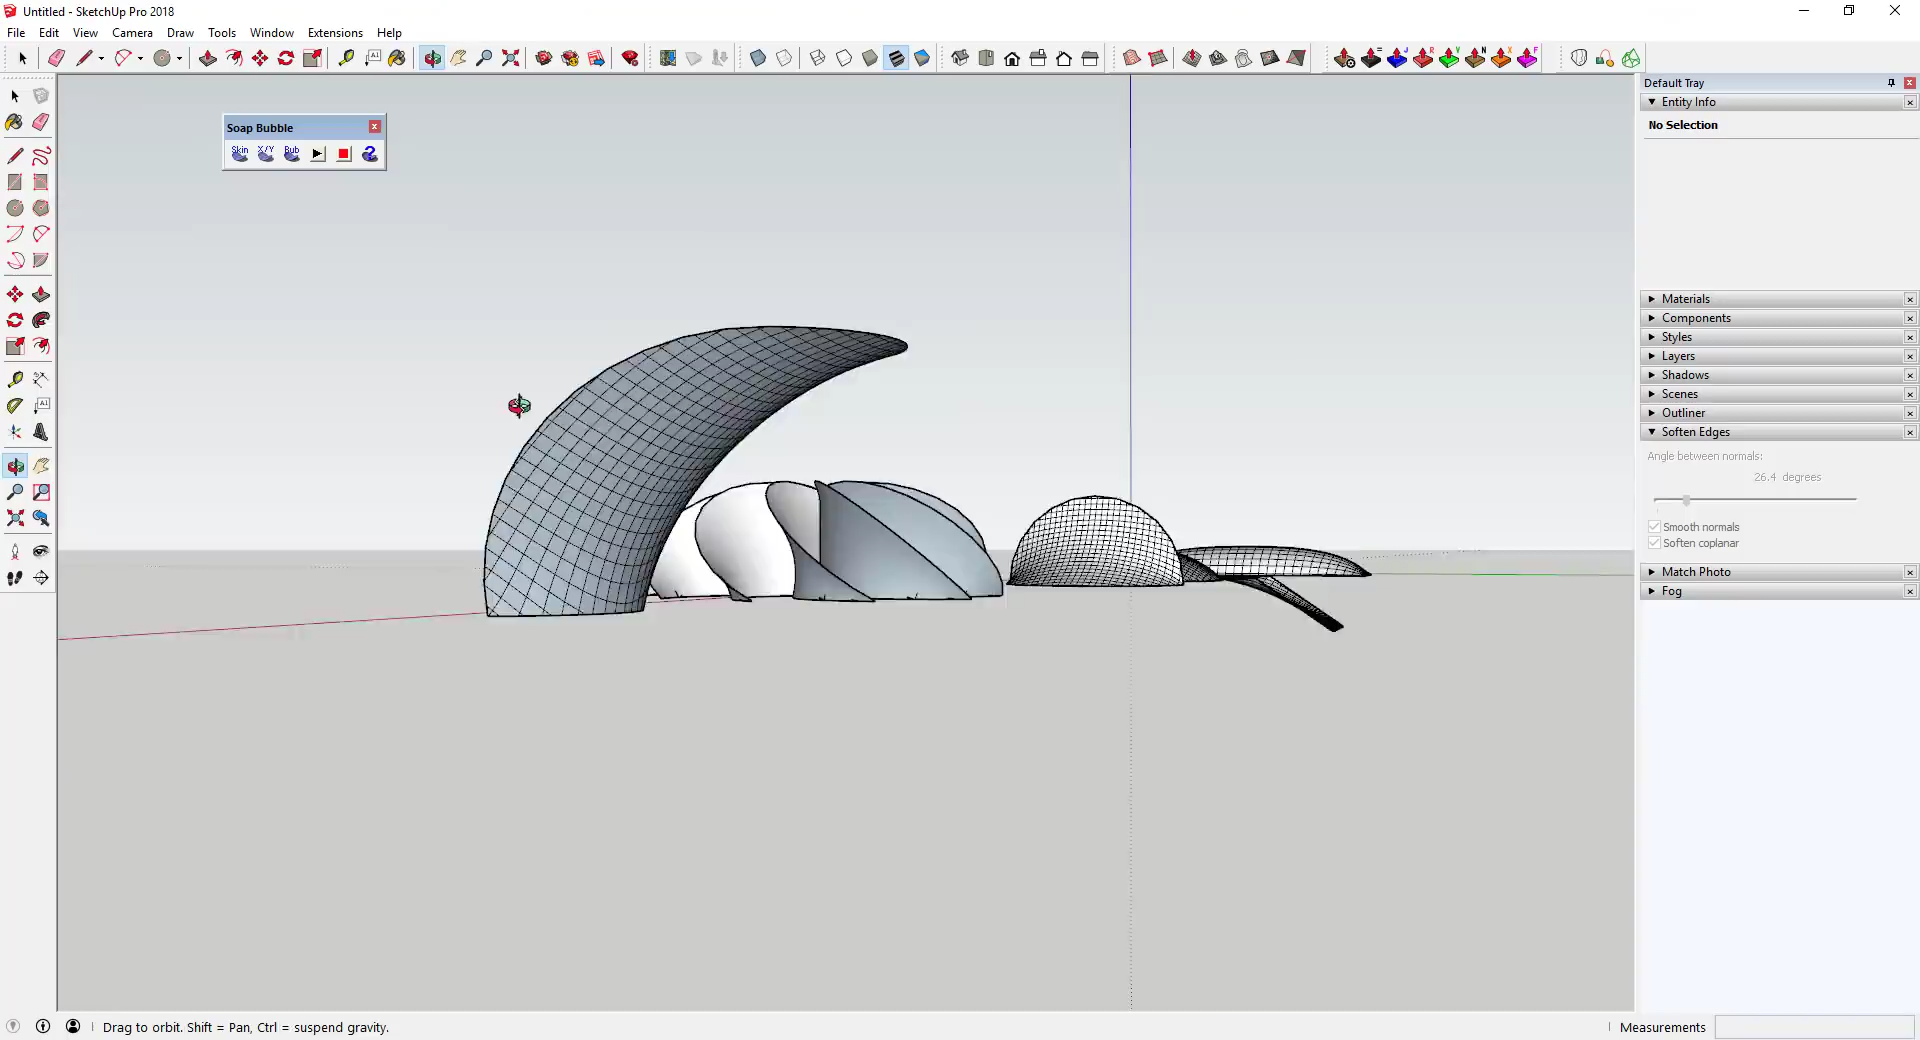 Untitled - SketchUp Pro 2018
File Edit View Camera Draw Tools Window Extensions Help
Default Tray
Entity Info
No Selection
Soap Bubble
Skin X/Y Bub
Materials
Components
Styles
Layers
Shadows
Scenes
Outliner
Soften Edges
Angle between normals:
26.4 degrees
Smooth normals
Soften coplanar
Match Photo
Fog
Drag to orbit. Shift = Pan, Ctrl = suspend gravity.
Measurements